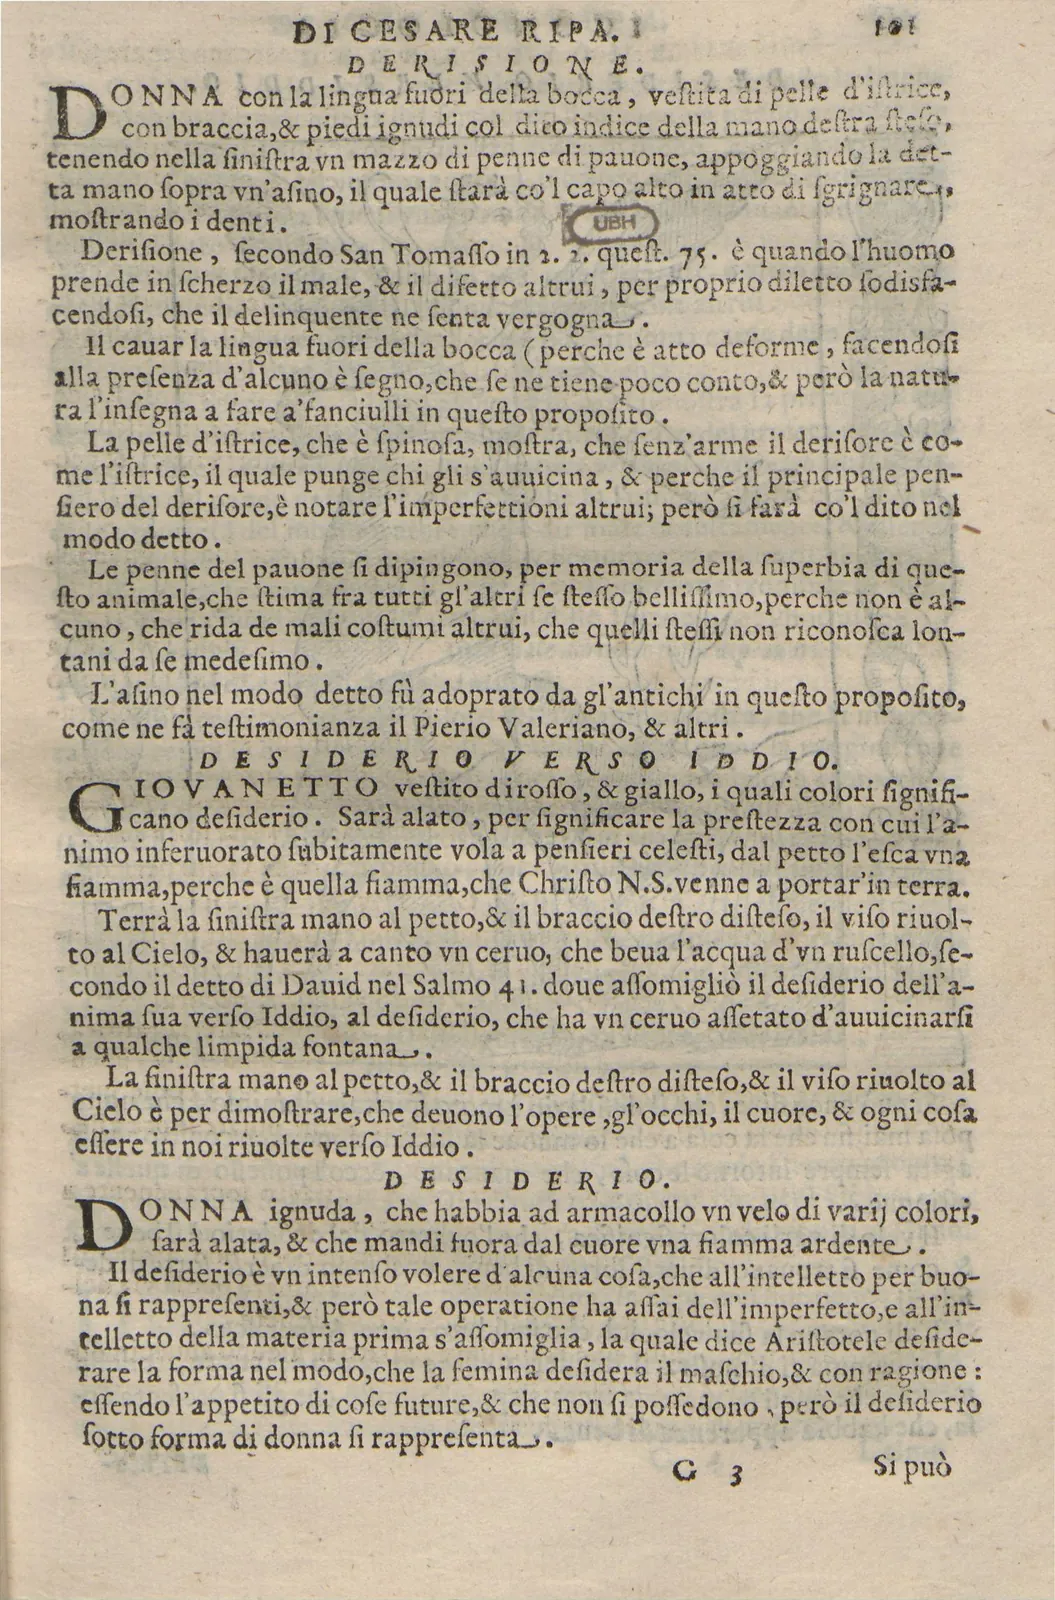 DI CESARE RIPA. 101
DERISIONE.
DONNA con la lingua fuori della bocca, veſtita di pelle d'iſtrice,
con braccia,& piedi ignudi col dito indice della mano deſtra ſteſo,
tenendo nella ſiniſtra vn mazzo di penne di pauone, appoggiando la det-
ta mano ſopra vn'aſino, il quale ſtarà co'l capo alto in atto di ſgrignare,
moſtrando i denti.
UBH
Deriſione, ſecondo San Tomaſſo in 2. 2. queſt. 75. è quando l'huomo
prende in ſcherzo il male, & il difetto altrui, per proprio diletto ſodisfa-
cendoſi, che il delinquente ne ſenta vergogna.
Il cauar la lingua fuori della bocca (perche è atto deforme, facendoſi
alla preſenza d'alcuno è ſegno,che ſe ne tiene poco conto,& però la natu-
ra l'inſegna a fare a'fanciulli in queſto propoſito.
La pelle d'iſtrice, che è ſpinoſa, moſtra, che ſenz'arme il deriſore è co-
me l'iſtrice, il quale punge chi gli s'auuicina, & perche il principale pen-
ſiero del deriſore,è notare l'imperfettioni altrui; però ſi farà co'l dito nel
modo detto.
Le penne del pauone ſi dipingono, per memoria della ſuperbia di que-
ſto animale,che ſtima fra tutti gl'altri ſe ſteſſo belliſſimo,perche non è al-
cuno, che rida de mali coſtumi altrui, che quelli ſteſſi non riconoſca lon-
tani da ſe medeſimo.
L'aſino nel modo detto fù adoprato da gl'antichi in queſto propoſito,
come ne fà teſtimonianza il Pierio Valeriano, & altri.
DESIDERIO VERSO IDDIO.
GIOVANETTO veſtito di roſſo, & giallo, i quali colori ſignifi-
cano deſiderio. Sarà alato, per ſignificare la preſtezza con cui l'a-
nimo inferuorato ſubitamente vola a penſieri celeſti, dal petto l'eſca vna
fiamma,perche è quella fiamma,che Chriſto N.S.venne a portar'in terra.
Terrà la ſiniſtra mano al petto,& il braccio deſtro diſteſo, il viſo riuol-
to al Cielo, & hauerà a canto vn ceruo, che beua l'acqua d'vn ruſcello,ſe-
condo il detto di Dauid nel Salmo 41. doue aſſomigliò il deſiderio dell'a-
nima ſua verſo Iddio, al deſiderio, che ha vn ceruo aſſetato d'auuicinarſi
a qualche limpida fontana.
La ſiniſtra mano al petto,& il braccio deſtro diſteſo,& il viſo riuolto al
Cielo è per dimoſtrare,che deuono l'opere,gl'occhi, il cuore, & ogni coſa
eſſere in noi riuolte verſo Iddio.
DESIDERIO.
DONNA ignuda, che habbia ad armacollo vn velo di varij colori,
ſarà alata, & che mandi fuora dal cuore vna fiamma ardente.
Il deſiderio è vn intenſo volere d'alcuna coſa,che all'intelletto per buo-
na ſi rappreſenti,& però tale operatione ha aſſai dell'imperfetto,e all'in-
telletto della materia prima s'aſſomiglia, la quale dice Ariſtotele deſide-
rare la forma nel modo,che la femina deſidera il maſchio,& con ragione:
eſſendo l'appetito di coſe future,& che non ſi poſſedono, però il deſiderio
ſotto forma di donna ſi rappreſenta.
G 3 Si può